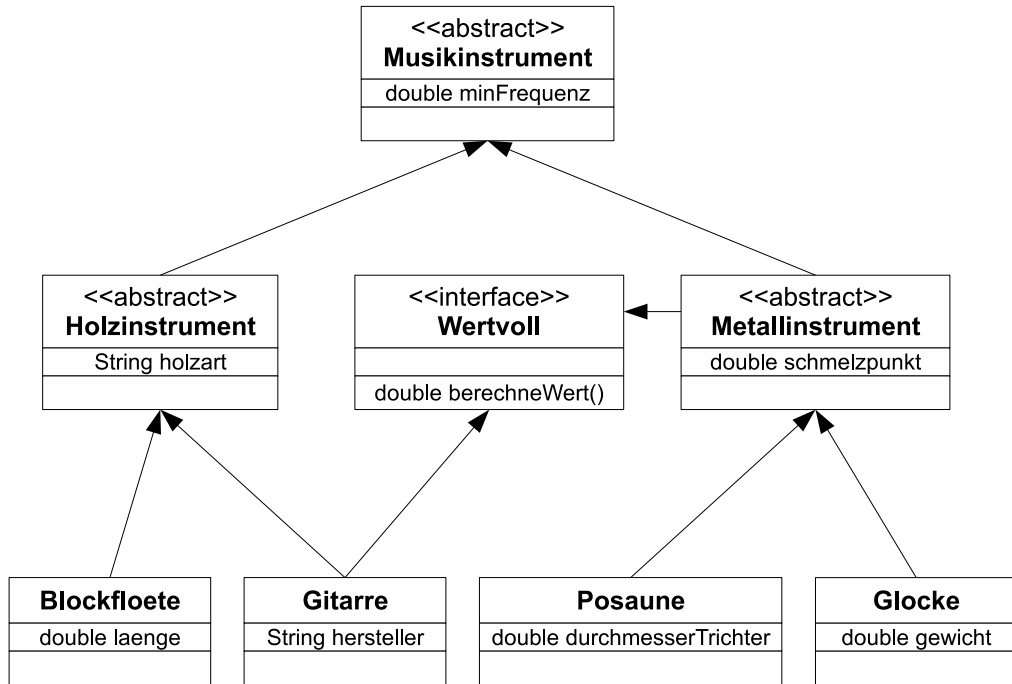 <<abstract>>
Musikinstrument
double minFrequenz
<<abstract>>
Holzinstrument
String holzart
<<interface>>
Wertvoll
double berechneWert()
<<abstract>>
Metallinstrument
double schmelzpunkt
Blockfloete
double laenge
Gitarre
String hersteller
Posaune
double durchmesserTrichter
Glocke
double gewicht